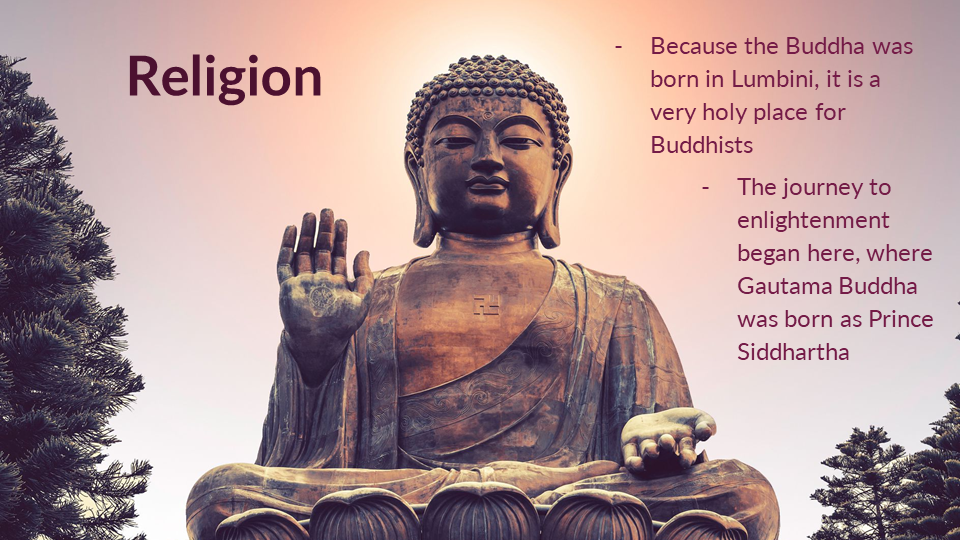 Religion
- Because the Buddha was
born in Lumbini, it is a
very holy place for
Buddhists
- The journey to
enlightenment
began here, where
Gautama Buddha
was born as Prince
Siddhartha